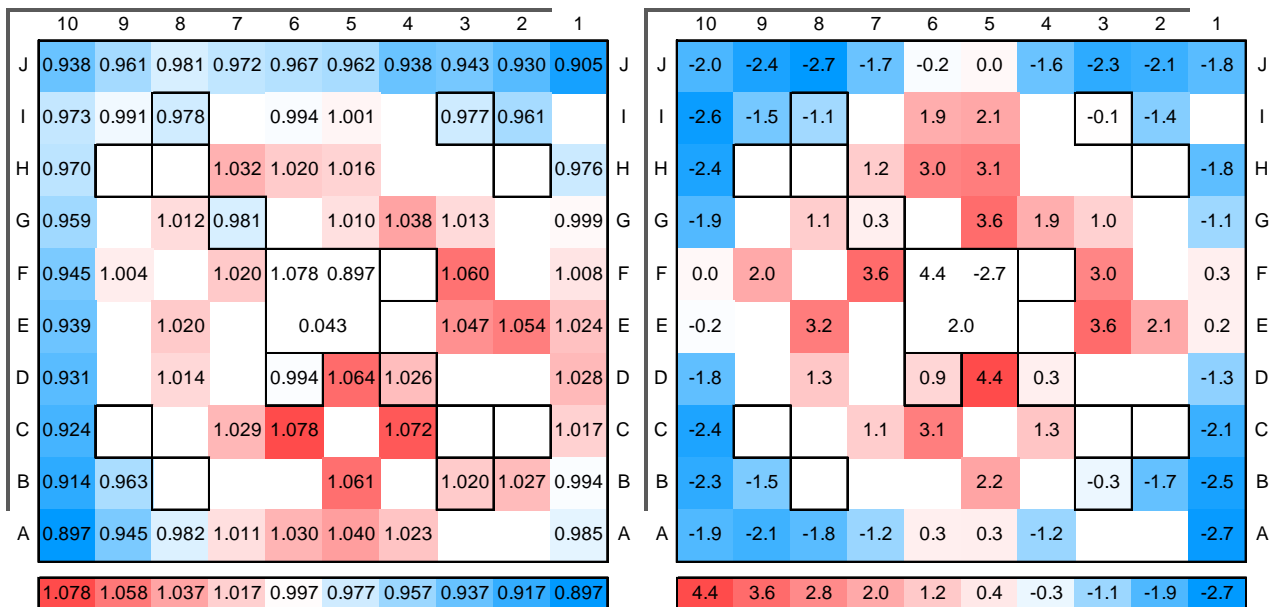 10 9 8 7 6 5 4 3 2 1
J 0.938 0.961 0.981 0.972 0.967 0.962 0.938 0.943 0.930 0.905 J
I 0.973 0.991 0.978 0.994 1.001 0.977 0.961 I
H 0.970 1.032 1.020 1.016 0.976 H
G 0.959 1.012 0.981 1.010 1.038 1.013 0.999 G
F 0.945 1.004 1.020 1.078 0.897 1.060 1.008 F
E 0.939 1.020 0.043 1.047 1.054 1.024 E
D 0.931 1.014 0.994 1.064 1.026 1.028 D
C 0.924 1.029 1.078 1.072 1.017 C
B 0.914 0.963 1.061 1.020 1.027 0.994 B
A 0.897 0.945 0.982 1.011 1.030 1.040 1.023 0.985 A
1.078 1.058 1.037 1.017 0.997 0.977 0.957 0.937 0.917 0.897
10 9 8 7 6 5 4 3 2 1
J -2.0 -2.4 -2.7 -1.7 -0.2 0.0 -1.6 -2.3 -2.1 -1.8 J
I -2.6 -1.5 -1.1 1.9 2.1 -0.1 -1.4 I
H -2.4 1.2 3.0 3.1 -1.8 H
G -1.9 1.1 0.3 3.6 1.9 1.0 -1.1 G
F 0.0 2.0 3.6 4.4 -2.7 3.0 0.3 F
E -0.2 3.2 2.0 3.6 2.1 0.2 E
D -1.8 1.3 0.9 4.4 0.3 -1.3 D
C -2.4 1.1 3.1 1.3 -2.1 C
B -2.3 -1.5 2.2 -0.3 -1.7 -2.5 B
A -1.9 -2.1 -1.8 -1.2 0.3 0.3 -1.2 -2.7 A
4.4 3.6 2.8 2.0 1.2 0.4 -0.3 -1.1 -1.9 -2.7